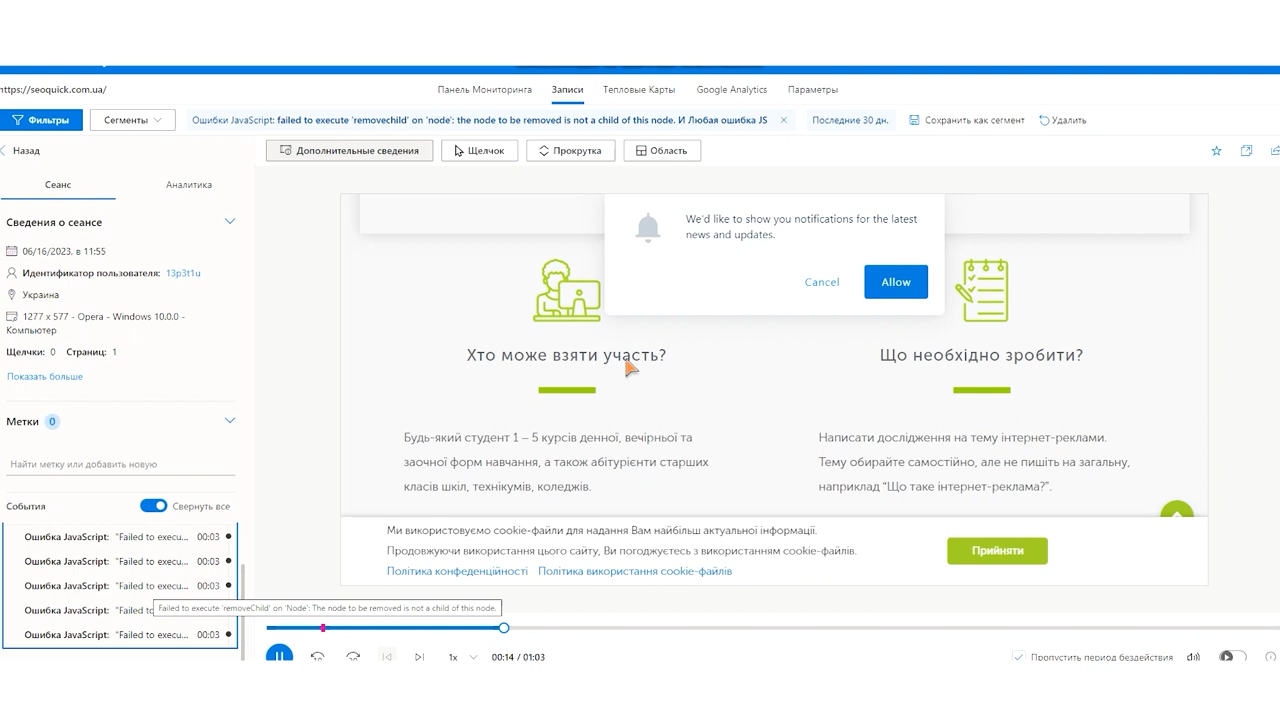 https://seoquick.com.ua/
Панель Мониторинга Записи Тепловые Карты Google Analytics Параметры
Фильтры Сегменты Ошибки JavaScript: failed to execute 'removechild' on 'node': the node to be removed is not a child of this node. И Любая ошибка JS Последние 30 дн. Сохранить как сегмент Удалить
Назад
Дополнительные сведения Щелчок Прокрутка Область
Сеанс Аналитика
Сведения о сеансе
06/16/2023, в 11:55
Идентификатор пользователя: 13p3t1u
Украина
1277 x 577 - Opera - Windows 10.0.0 -
Компьютер
Щелчки: 0 Страниц: 1
Показать больше
Метки 0
Найти метку или добавить новую
События Свернуть все
Ошибка JavaScript: "Failed to execu... 00:03
Ошибка JavaScript: "Failed to execu... 00:03
Ошибка JavaScript: "Failed to execu... 00:03
Ошибка JavaScript: "Failed to
Failed to execute 'removeChild' on 'Node': The node to be removed is not a child of this node.
Ошибка JavaScript: "Failed to execu... 00:03
We'd like to show you notifications for the latest
news and updates.
Cancel Allow
Хто може взяти участь?
Будь-який студент 1 – 5 курсів денної, вечірньої та
заочної форм навчання, а також абітурієнти старших
класів шкіл, технікумів, коледжів.
Що необхідно зробити?
Написати дослідження на тему інтернет-реклами.
Тему обирайте самостійно, але не пишіть на загальну,
наприклад "Що таке інтернет-реклама?".
Ми використовуємо cookie-файли для надання Вам найбільш актуальної інформації.
Продовжуючи використання цього сайту, Ви погоджуєтесь з використанням cookie-файлів.
Політика конфеденційності Політика використання cookie-файлів
Прийняти
1x 00:14 / 01:03 Пропустить период бездействия